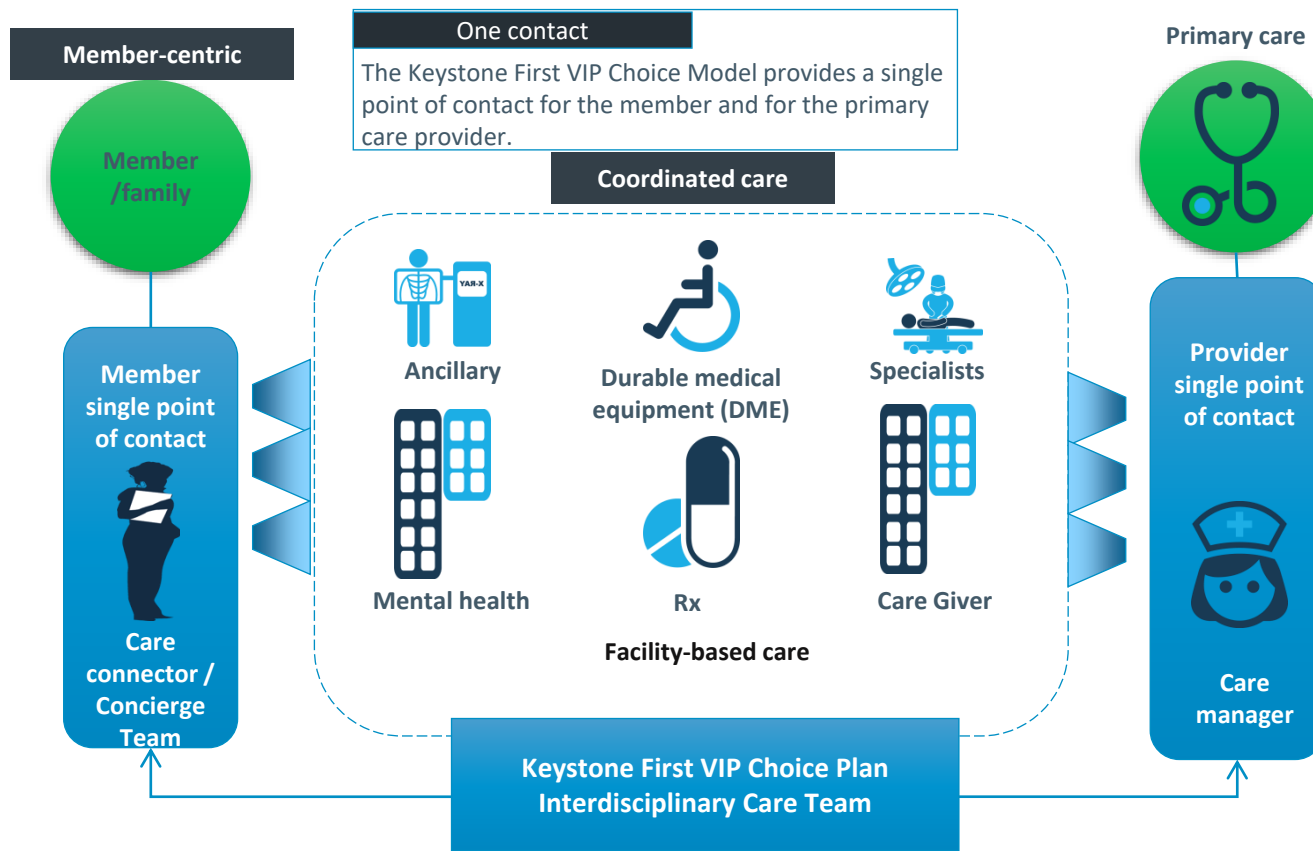 One contact
The Keystone First VIP Choice Model provides a single
point of contact for the member and for the primary
care provider.
Member-centric
Member
/family
Primary care
Coordinated care
YAR-X
Ancillary
Durable medical
equipment (DME)
Specialists
Mental health
Rx
Care Giver
Facility-based care
Member
single point
of contact
Care
connector /
Concierge
Team
Provider
single point
of contact
Care
manager
Keystone First VIP Choice Plan
Interdisciplinary Care Team